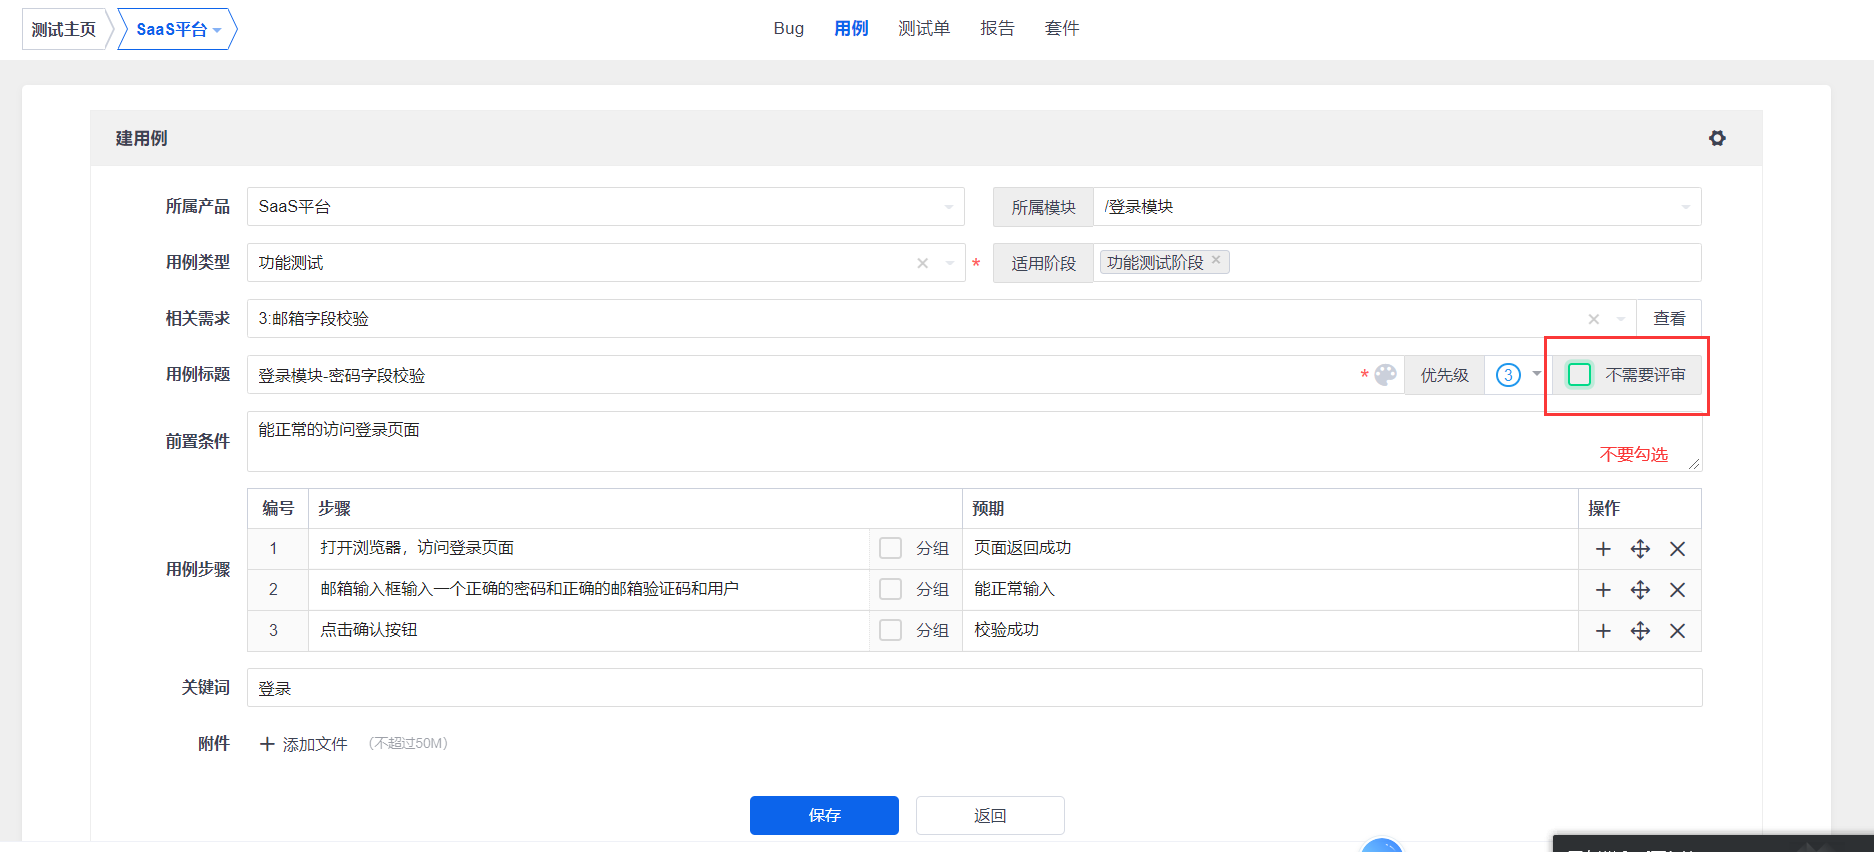 测试主页 SaaS平台 Bug 用例 测试单 报告 套件
建用例
所属产品 SaaS平台 所属模块 /登录模块
用例类型 功能测试 * 适用阶段 功能测试阶段
相关需求 3:邮箱字段校验 查看
用例标题 登录模块-密码字段校验 * 优先级 3 不需要评审
前置条件 能正常的访问登录页面
不要勾选
用例步骤
编号 步骤 预期 操作
1 打开浏览器，访问登录页面 分组 页面返回成功
2 邮箱输入框输入一个正确的密码和正确的邮箱验证码和用户 分组 能正常输入
3 点击确认按钮 分组 校验成功
关键词 登录
附件 添加文件 （不超过50M）
保存 返回